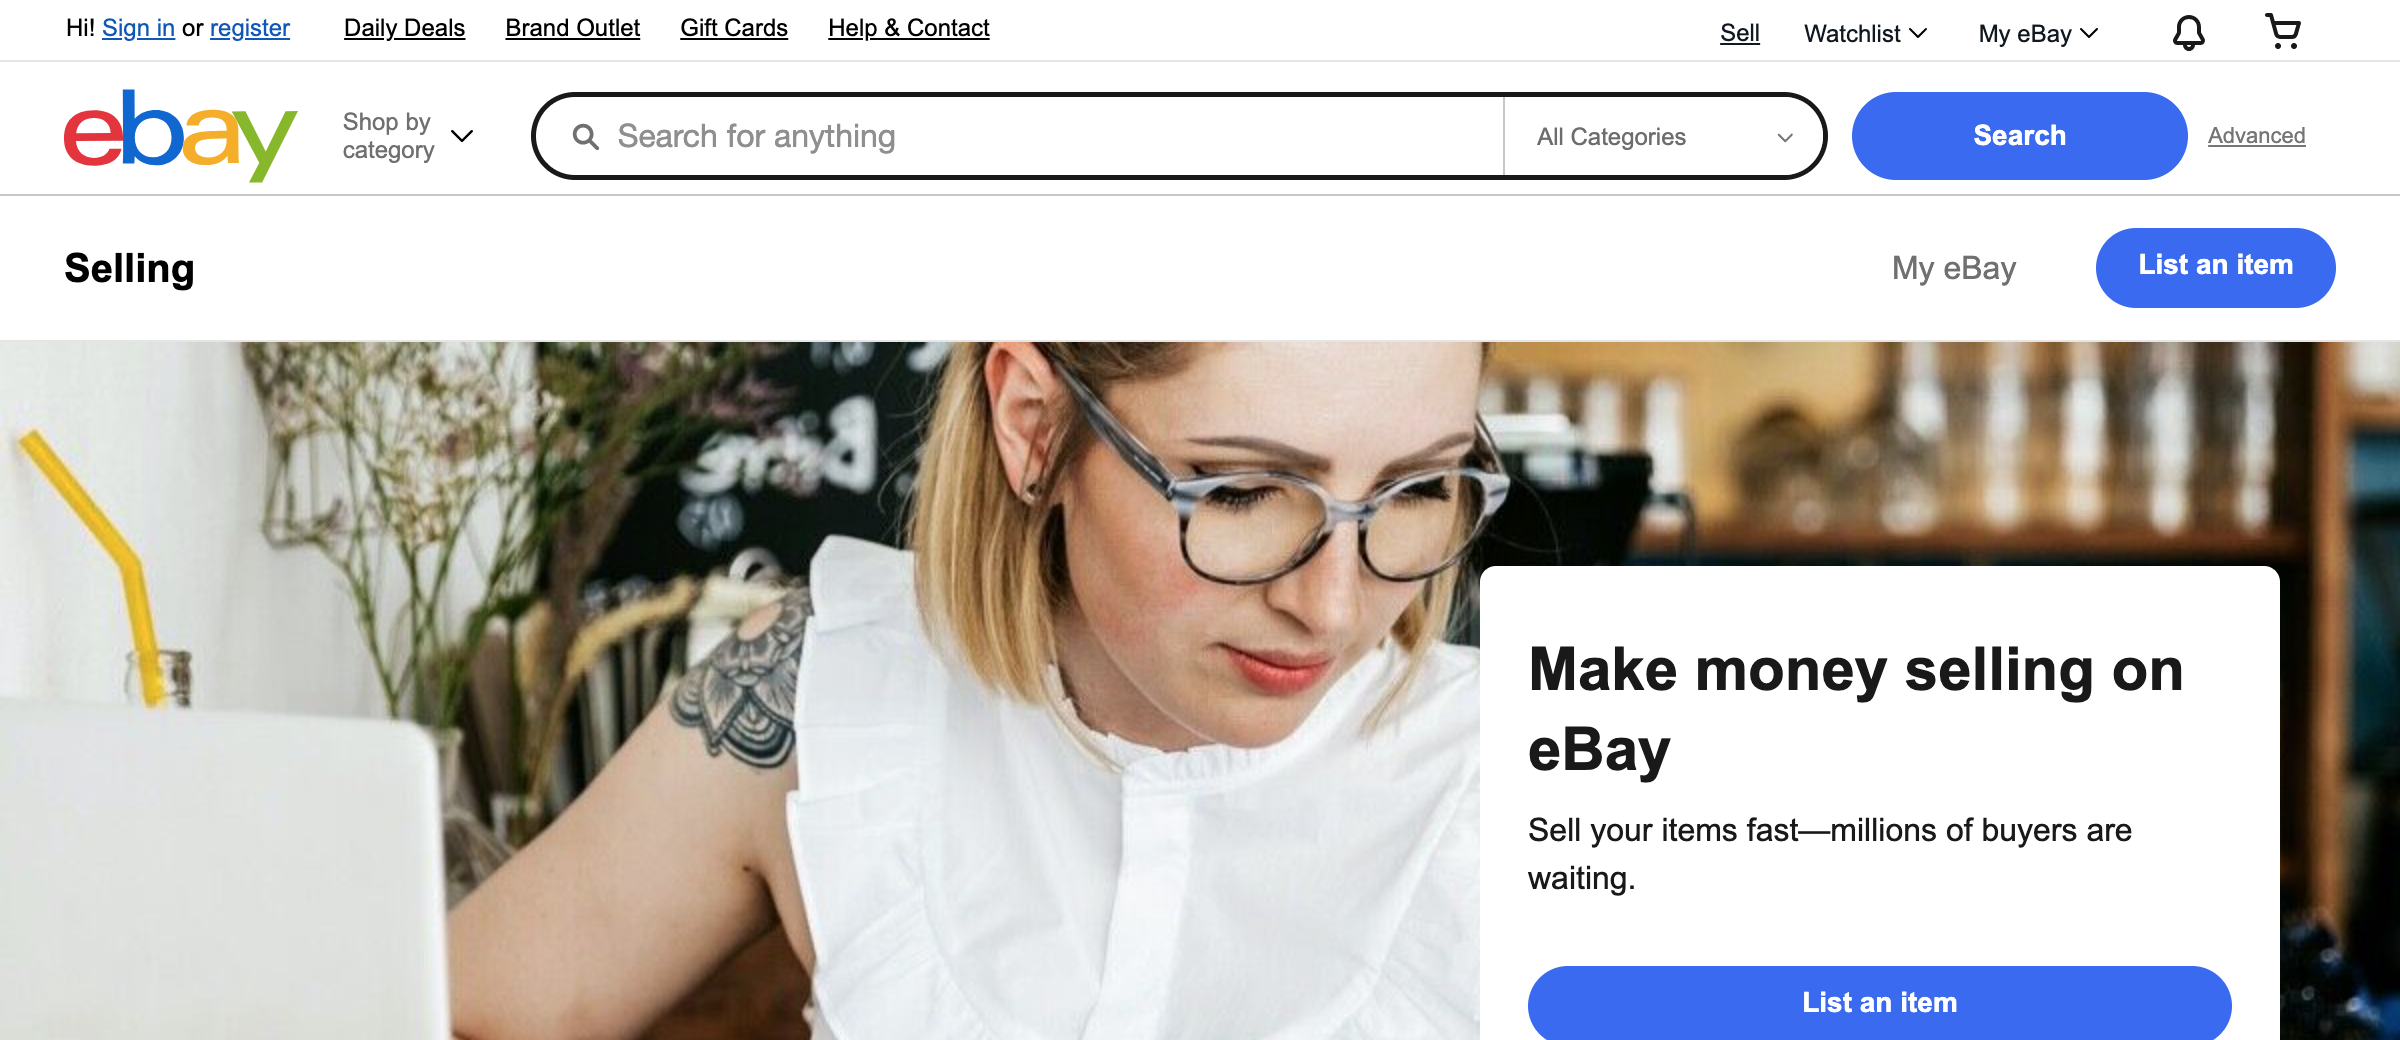 Hi! Sign in or register Daily Deals Brand Outlet Gift Cards Help & Contact Sell Watchlist My eBay
ebay
Shop by
category
Search for anything
All Categories
Search
Advanced
Selling
My eBay
List an item
Make money selling on
eBay
Sell your items fast—millions of buyers are
waiting.
List an item